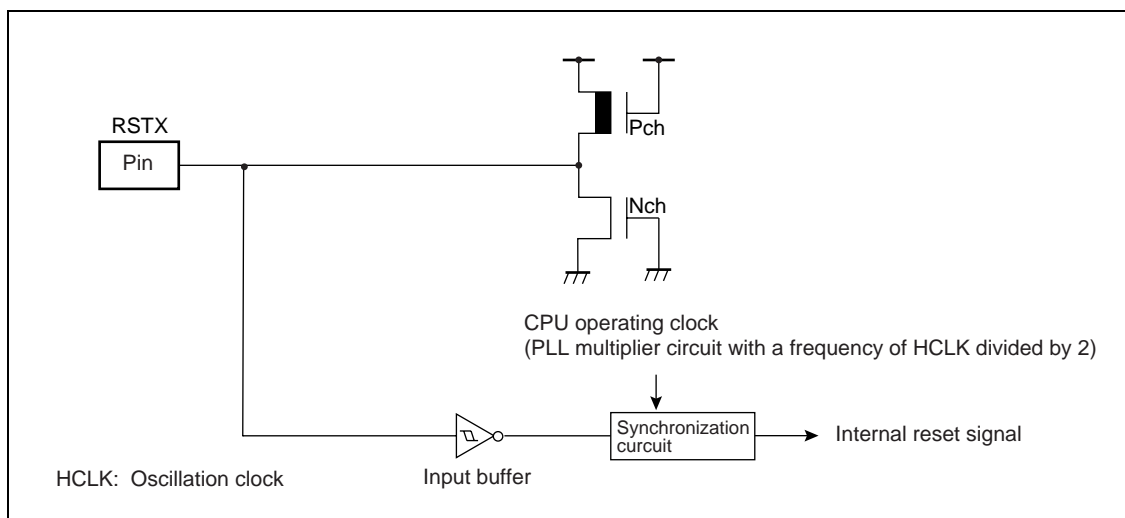 RSTX
Pin
Pch
Nch
CPU operating clock
(PLL multiplier circuit with a frequency of HCLK divided by 2)
Synchronization
curcuit
Internal reset signal
Input buffer
HCLK: Oscillation clock